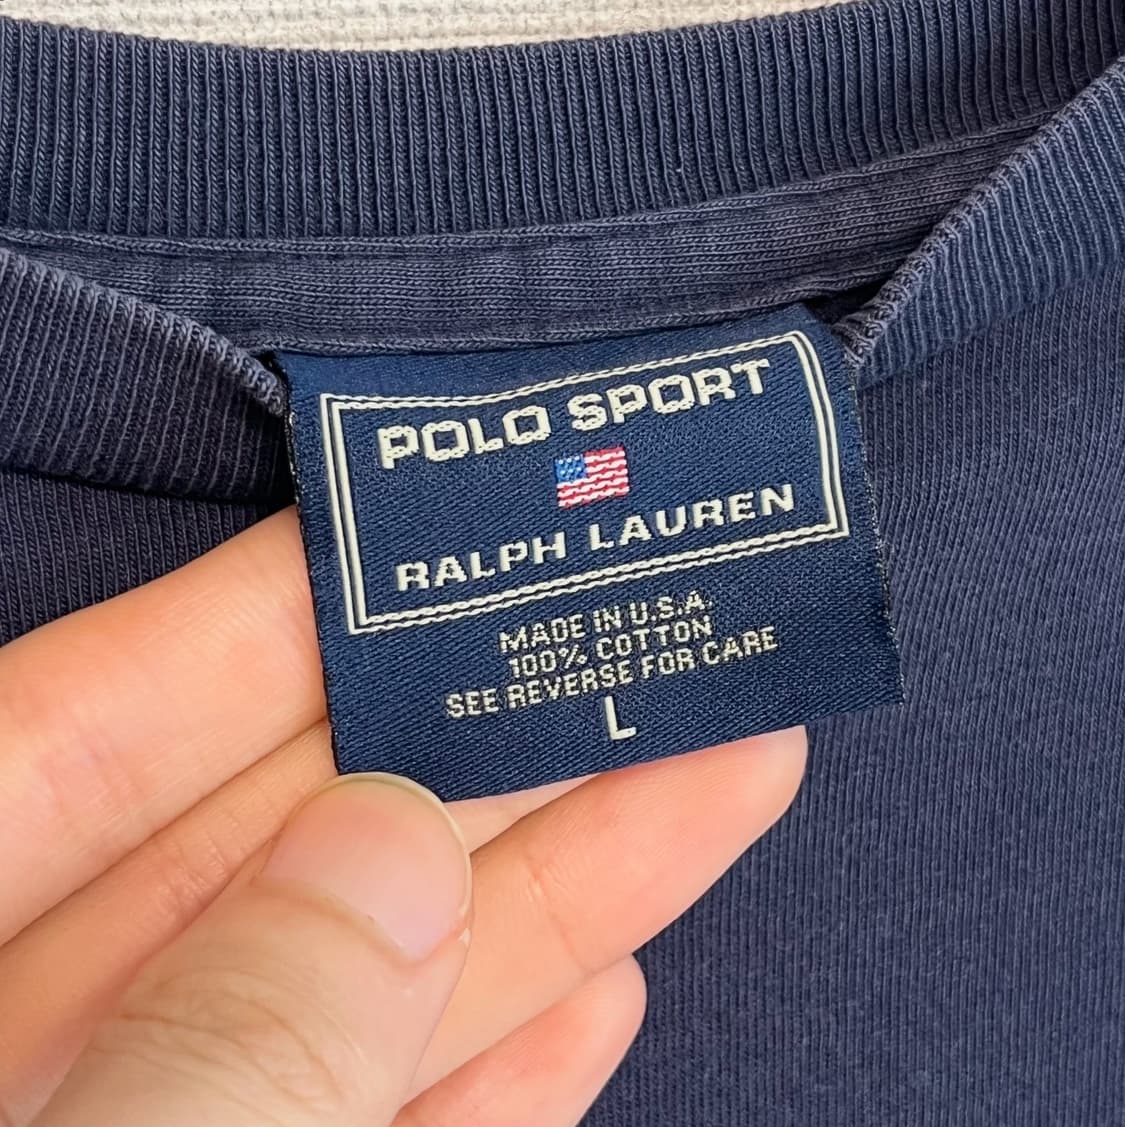 POLO SPORT
RALPH LAUREN
MADE IN U.S.A.
100% COTTON
SEE REVERSE FOR CARE
L